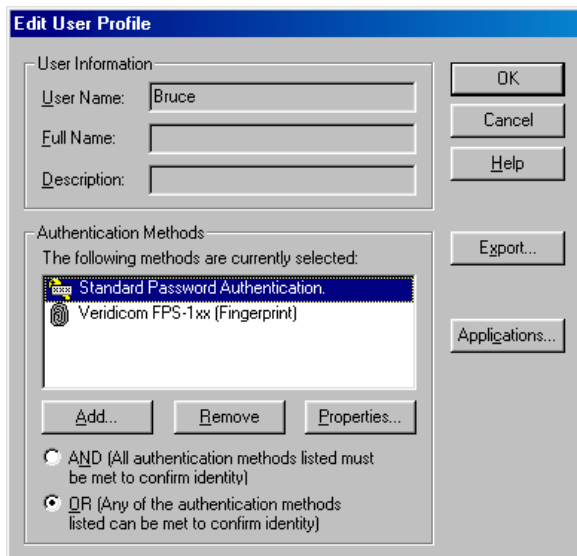 Edit User Profile
User Information
User Name: Bruce
Full Name:
Description:
OK
Cancel
Help
Authentication Methods
The following methods are currently selected:
Standard Password Authentication.
Veridicom FPS-1xx (Fingerprint)
Add... Remove Properties...
AND (All authentication methods listed must
be met to confirm identity)
OR (Any of the authentication methods
listed can be met to confirm identity)
Export...
Applications...